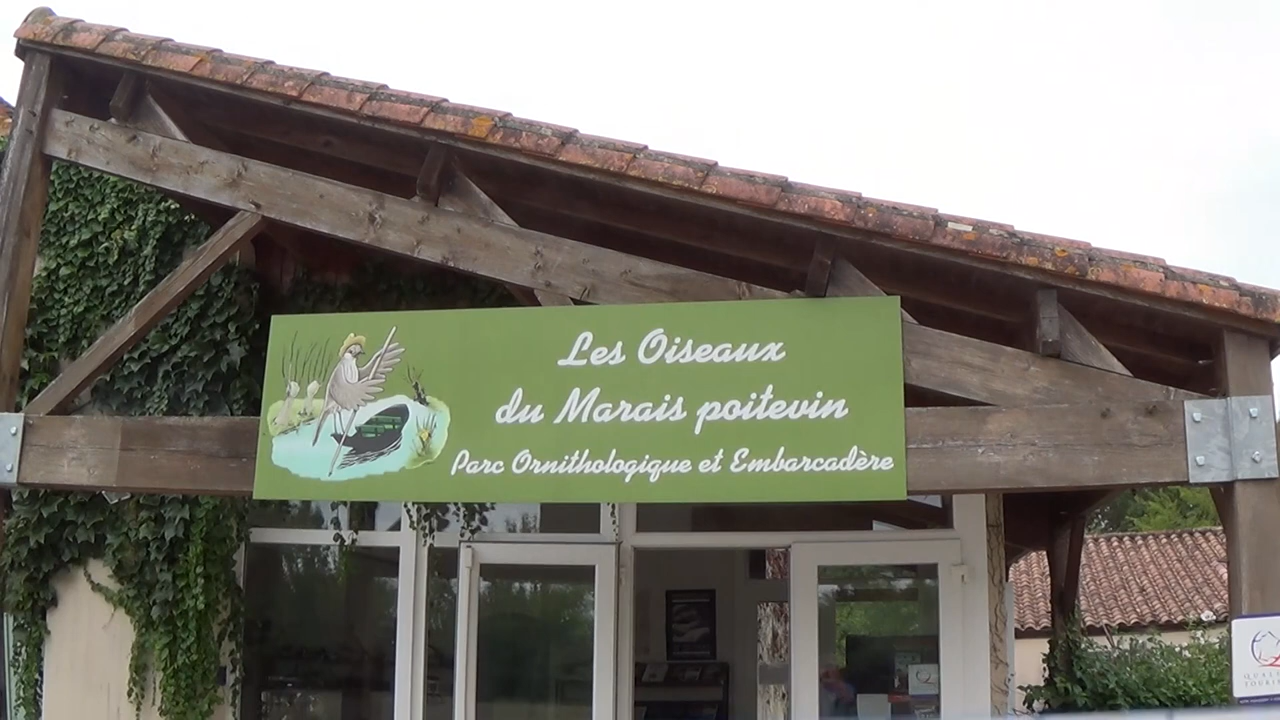 Les Oiseaux
du Marais poitevin
Parc Ornithologique et Embarcadère